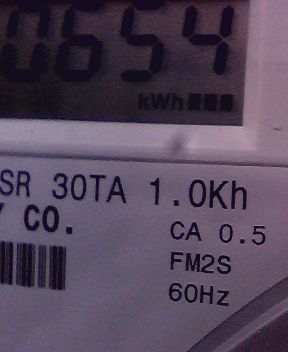 0654
kWh
SR 30TA 1.0Kh
Y CO.
CA 0.5
FM2S
60Hz